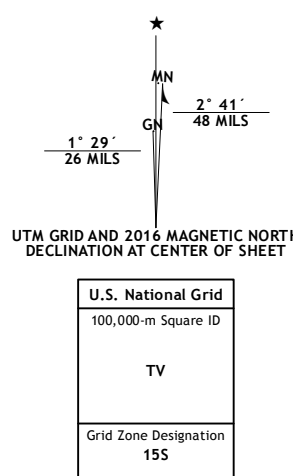 MN
GN
2° 41´
48 MILS
1° 29´
26 MILS
UTM GRID AND 2016 MAGNETIC NORTH
DECLINATION AT CENTER OF SHEET
U.S. National Grid
100,000-m Square ID
TV
Grid Zone Designation
15S